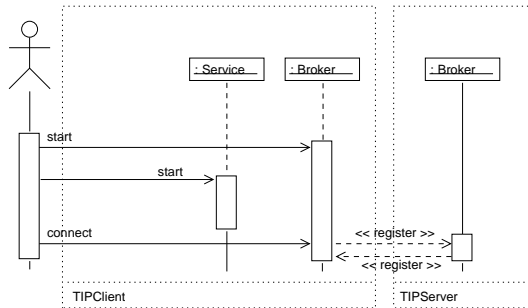 : Service
: Broker
: Broker
start
start
connect
<< register >>
<< register >>
TIPClient
TIPServer